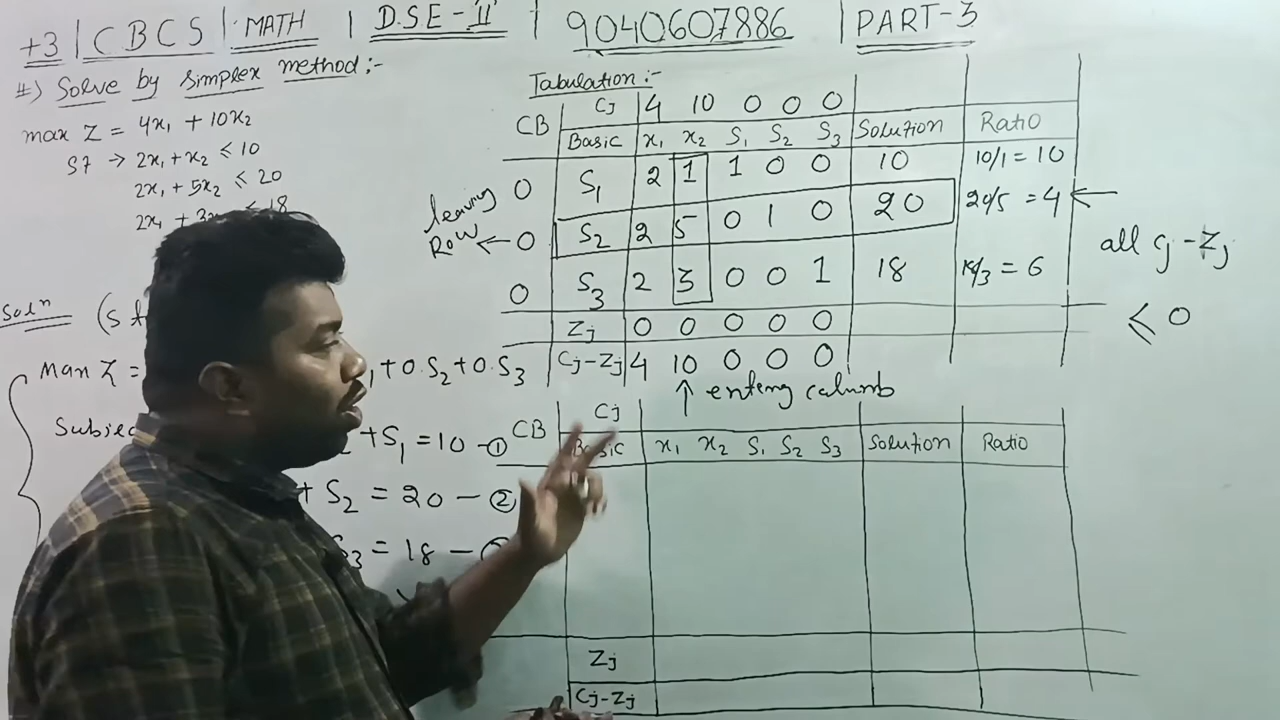 +3 | CBCS | MATH | DSE-II | 9040607886 | PART-3
#) Solve by simplex method:-
max Z = 4x₁ + 10x₂
ST → 2x₁ + x₂ ≤ 10
2x₁ + 5x₂ ≤ 20
2x₁ + 18
Solⁿ
Max Z = + 0.S₂ + 0.S₃
+ S₁ = 10 - ①
+ S₂ = 20 - ②
S₃ = 18 -
Tabulation:-
CB Cj 4 10 0 0 0
Basic x₁ x₂ S₁ S₂ S₃ Solution Ratio
0 S₁ 2 1 1 0 0 10 10/1 = 10
leaving Row ← 0 S₂ 2 5 0 1 0 20 20/5 = 4 ←
0 S₃ 2 3 0 0 1 18 18/3 = 6
Zj 0 0 0 0 0
Cj-Zj 4 10 0 0 0
↑ entering calumb
all Cj - Zj
≤ 0
CB Cj
Basic x₁ x₂ S₁ S₂ S₃ Solution Ratio
Zj
Cj-Zj